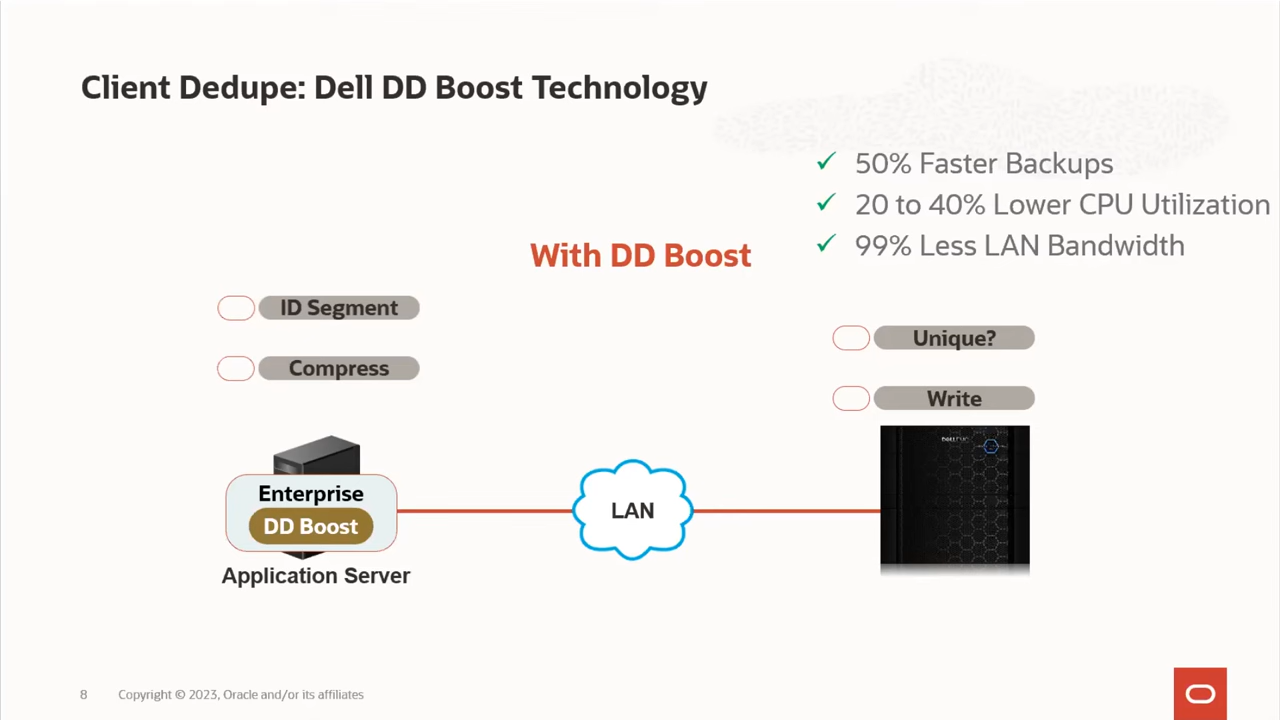 Client Dedupe: Dell DD Boost Technology
50% Faster Backups
20 to 40% Lower CPU Utilization
99% Less LAN Bandwidth
With DD Boost
ID Segment
Compress
Unique?
Write
DELLEMC
Enterprise
DD Boost
LAN
Application Server
8
Copyright © 2023, Oracle and/or its affiliates